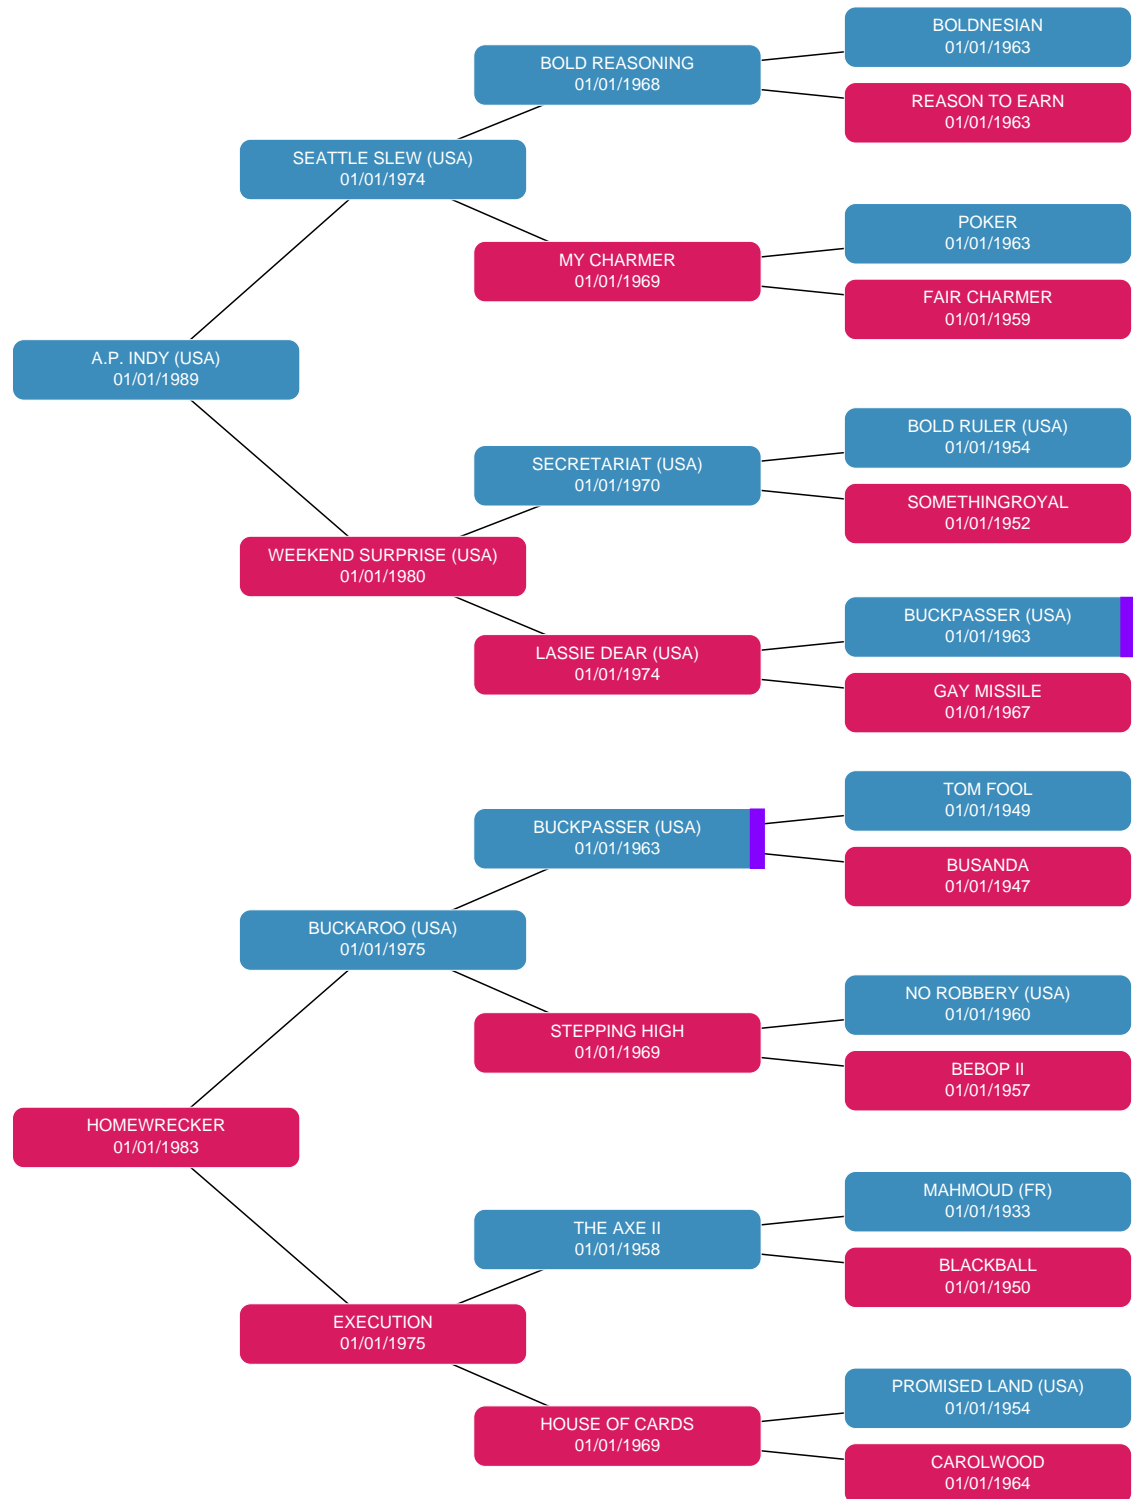 BOLDNESIAN
01/01/1963
BOLD REASONING
01/01/1968
REASON TO EARN
01/01/1963
SEATTLE SLEW (USA)
01/01/1974
POKER
01/01/1963
MY CHARMER
01/01/1969
FAIR CHARMER
01/01/1959
A.P. INDY (USA)
01/01/1989
BOLD RULER (USA)
01/01/1954
SECRETARIAT (USA)
01/01/1970
SOMETHINGROYAL
01/01/1952
WEEKEND SURPRISE (USA)
01/01/1980
BUCKPASSER (USA)
01/01/1963
LASSIE DEAR (USA)
01/01/1974
GAY MISSILE
01/01/1967
TOM FOOL
01/01/1949
BUCKPASSER (USA)
01/01/1963
BUSANDA
01/01/1947
BUCKAROO (USA)
01/01/1975
NO ROBBERY (USA)
01/01/1960
STEPPING HIGH
01/01/1969
BEBOP II
01/01/1957
HOMEWRECKER
01/01/1983
MAHMOUD (FR)
01/01/1933
THE AXE II
01/01/1958
BLACKBALL
01/01/1950
EXECUTION
01/01/1975
PROMISED LAND (USA)
01/01/1954
HOUSE OF CARDS
01/01/1969
CAROLWOOD
01/01/1964